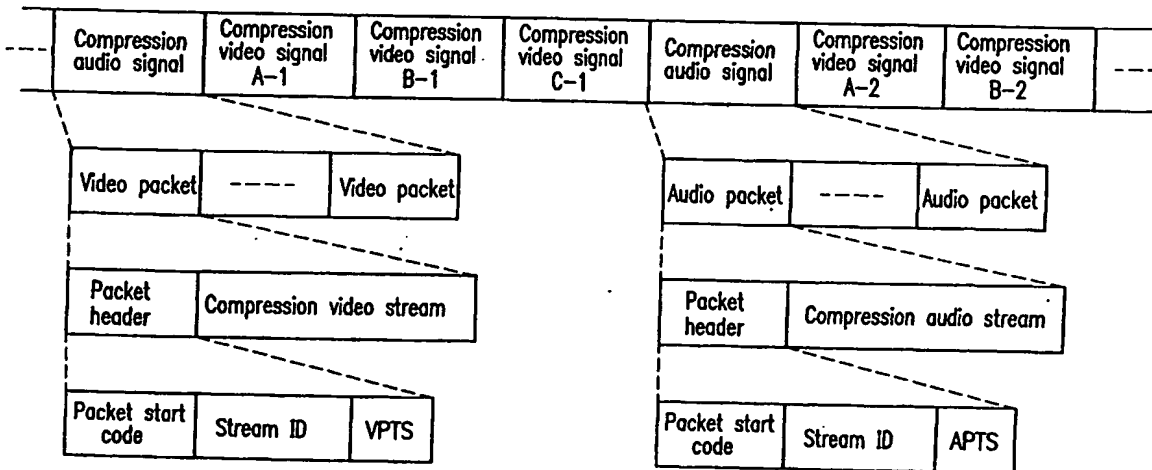 Compression
audio signal
Compression
video signal
A-1
Compression
video signal
B-1
Compression
video signal
C-1
Compression
audio signal
Compression
video signal
A-2
Compression
video signal
B-2
Video packet
Video packet
Audio packet
Audio packet
Packet
header
Compression video stream
Packet
header
Compression audio stream
Packet start
code
Stream ID
VPTS
Packet start
code
Stream ID
APTS